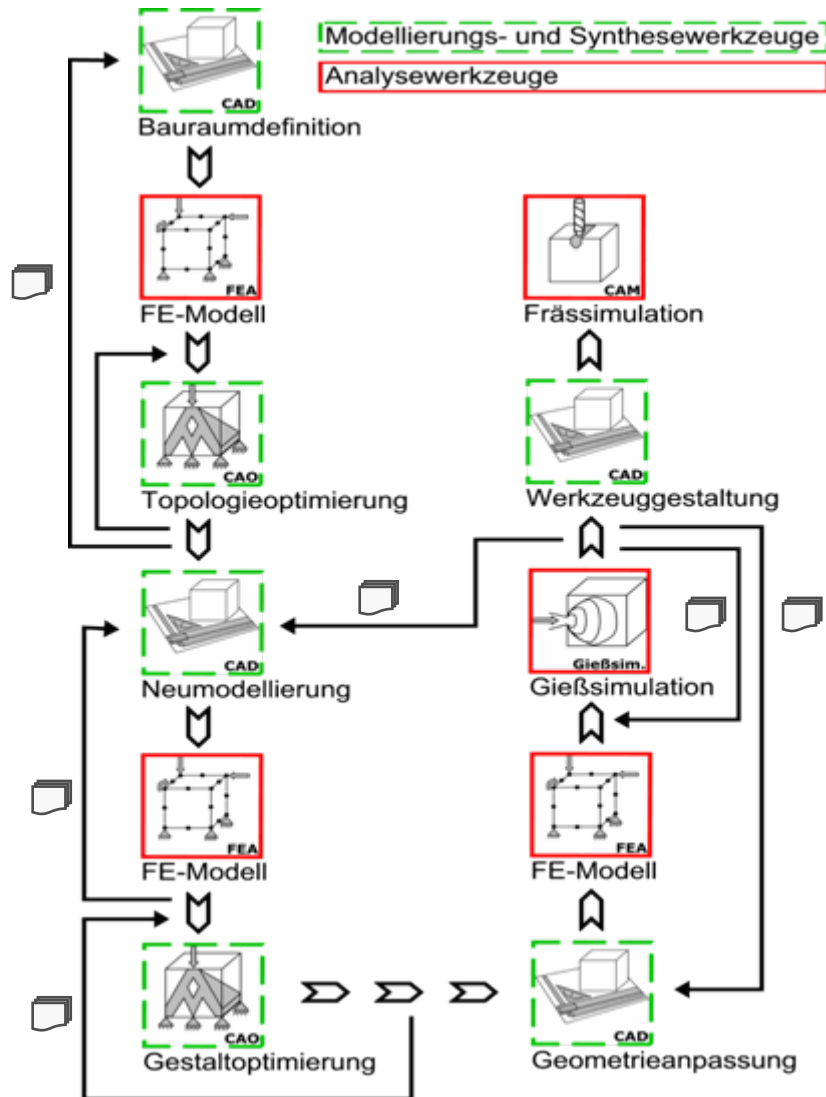 Modellierungs- und Synthesewerkzeuge
Analysewerkzeuge
CAD
Bauraumdefinition
FEA
FE-Modell
CAO
Topologieoptimierung
CAD
Neumodellierung
FEA
FE-Modell
CAO
Gestaltoptimierung
CAM
Frässimulation
CAD
Werkzeuggestaltung
Gießsim.
Gießsimulation
FEA
FE-Modell
CAD
Geometrieanpassung